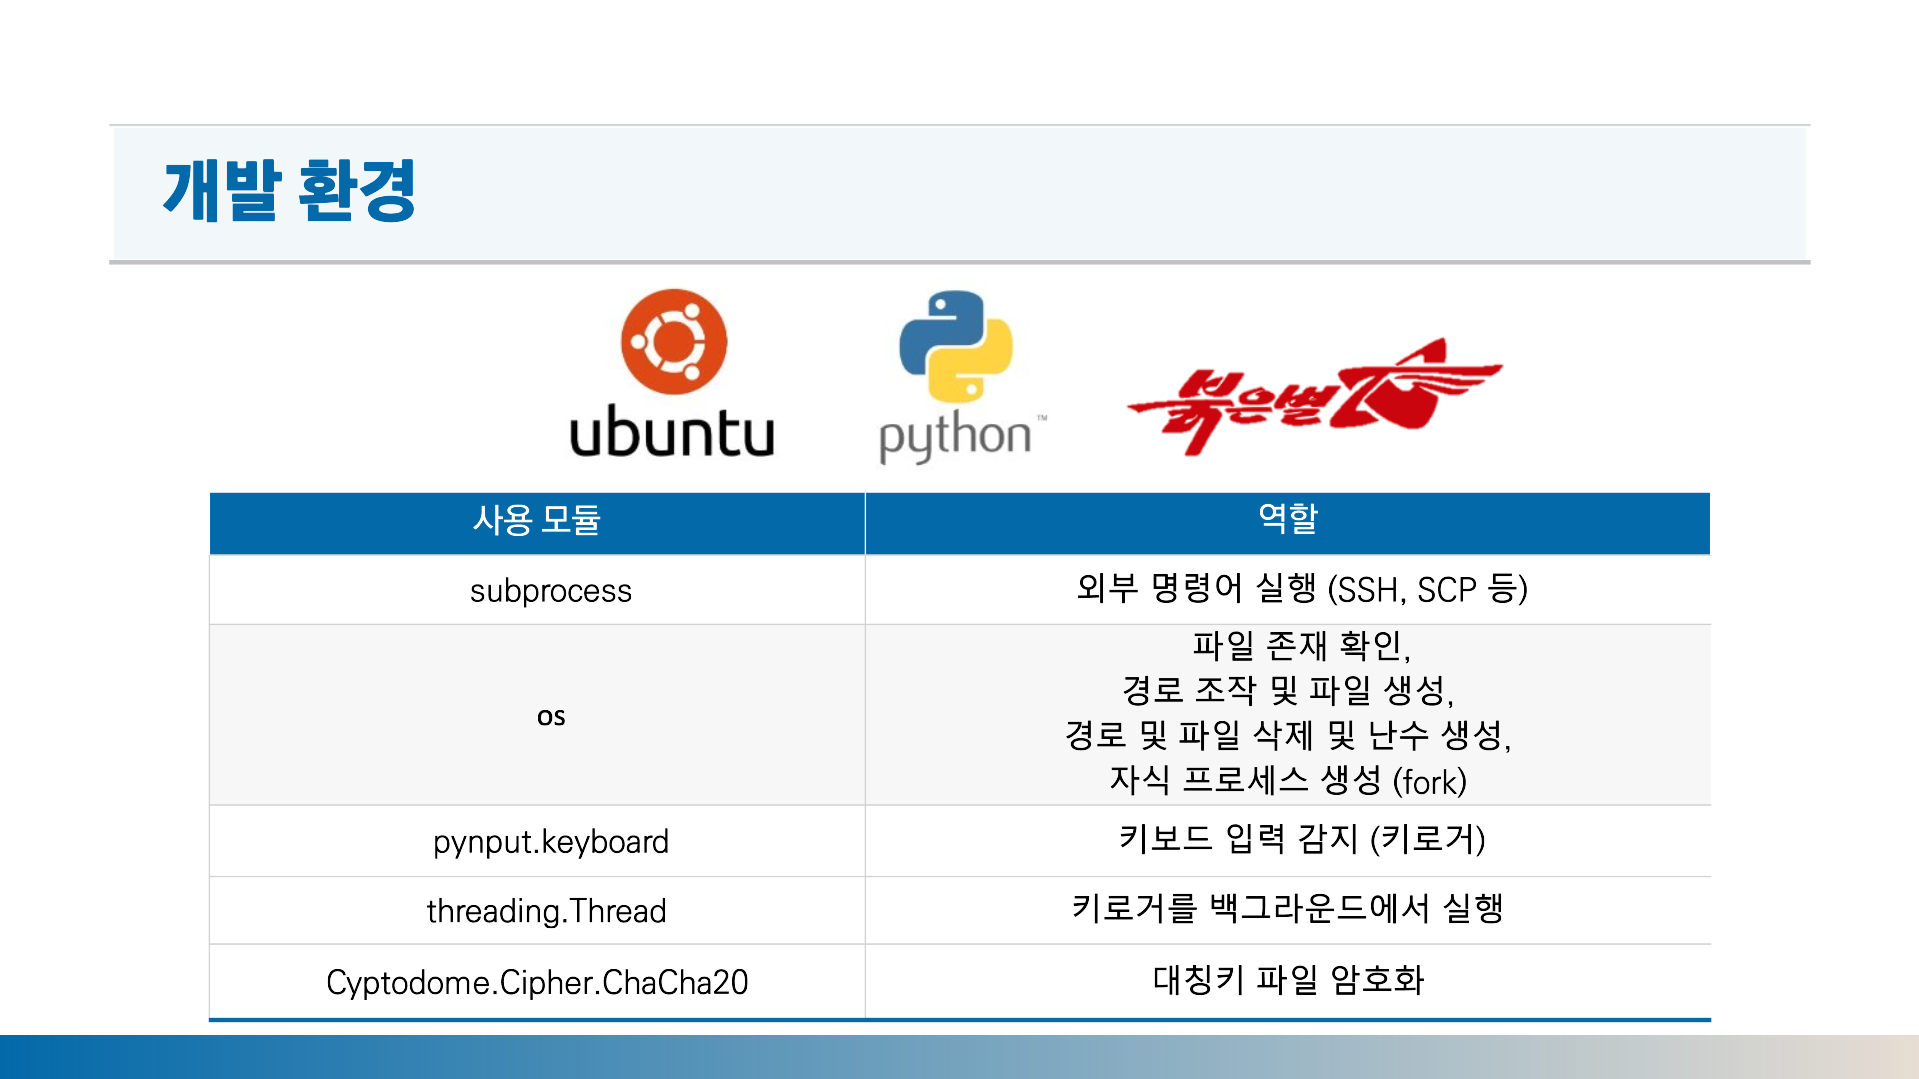 개발 환경
ubuntu
python™
붉은별
사용 모듈
역할
subprocess
외부 명령어 실행 (SSH, SCP 등)
os
파일 존재 확인,
경로 조작 및 파일 생성,
경로 및 파일 삭제 및 난수 생성,
자식 프로세스 생성 (fork)
pynput.keyboard
키보드 입력 감지 (키로거)
threading.Thread
키로거를 백그라운드에서 실행
Cyptodome.Cipher.ChaCha20
대칭키 파일 암호화